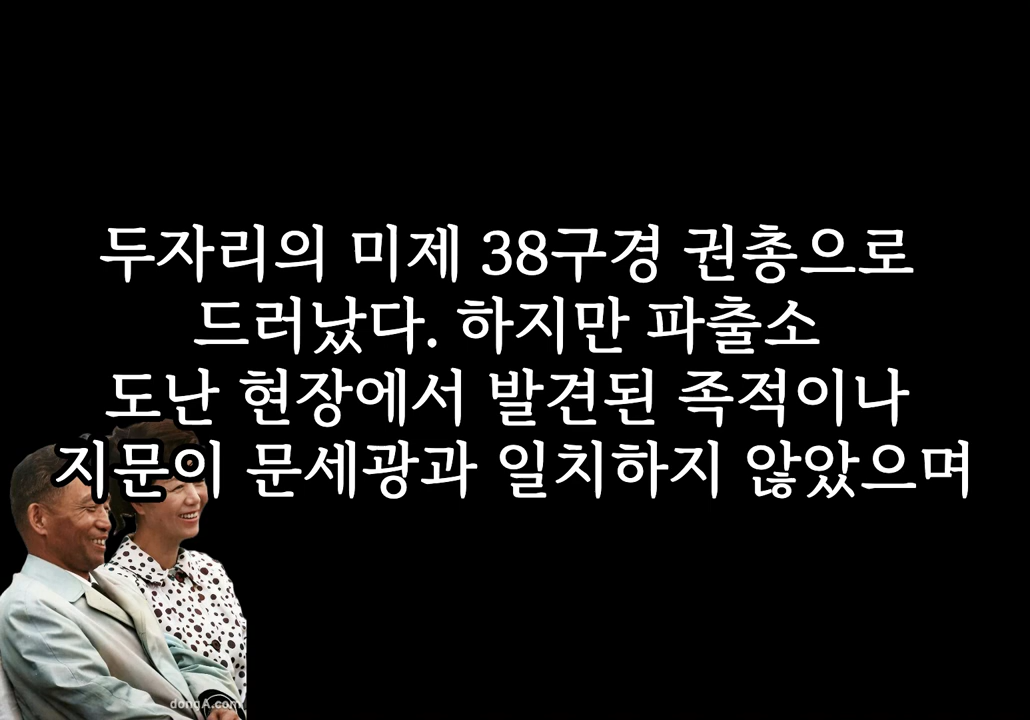 두자리의 미제 38구경 권총으로
드러났다. 하지만 파출소
도난 현장에서 발견된 족적이나
지문이 문세광과 일치하지 않았으며
dongA.com